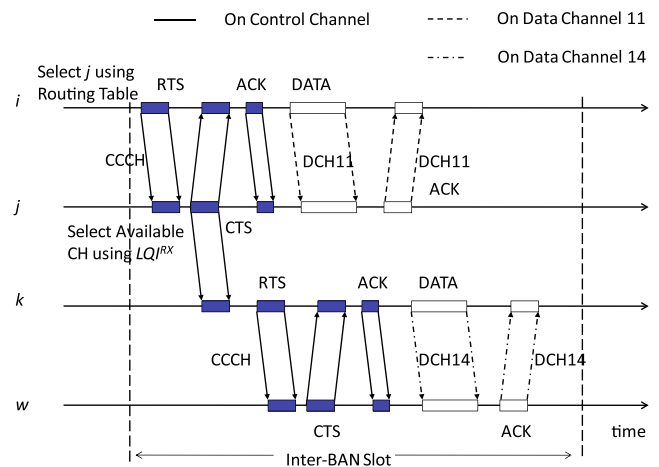 On Control Channel
On Data Channel 11
On Data Channel 14
Select j using
Routing Table
RTS
ACK
DATA
i
CCCH
DCH11
DCH11
ACK
j
CTS
Select Available
CH using LQI^RX
RTS
ACK
DATA
k
CCCH
DCH14
DCH14
w
CTS
ACK
time
Inter-BAN Slot